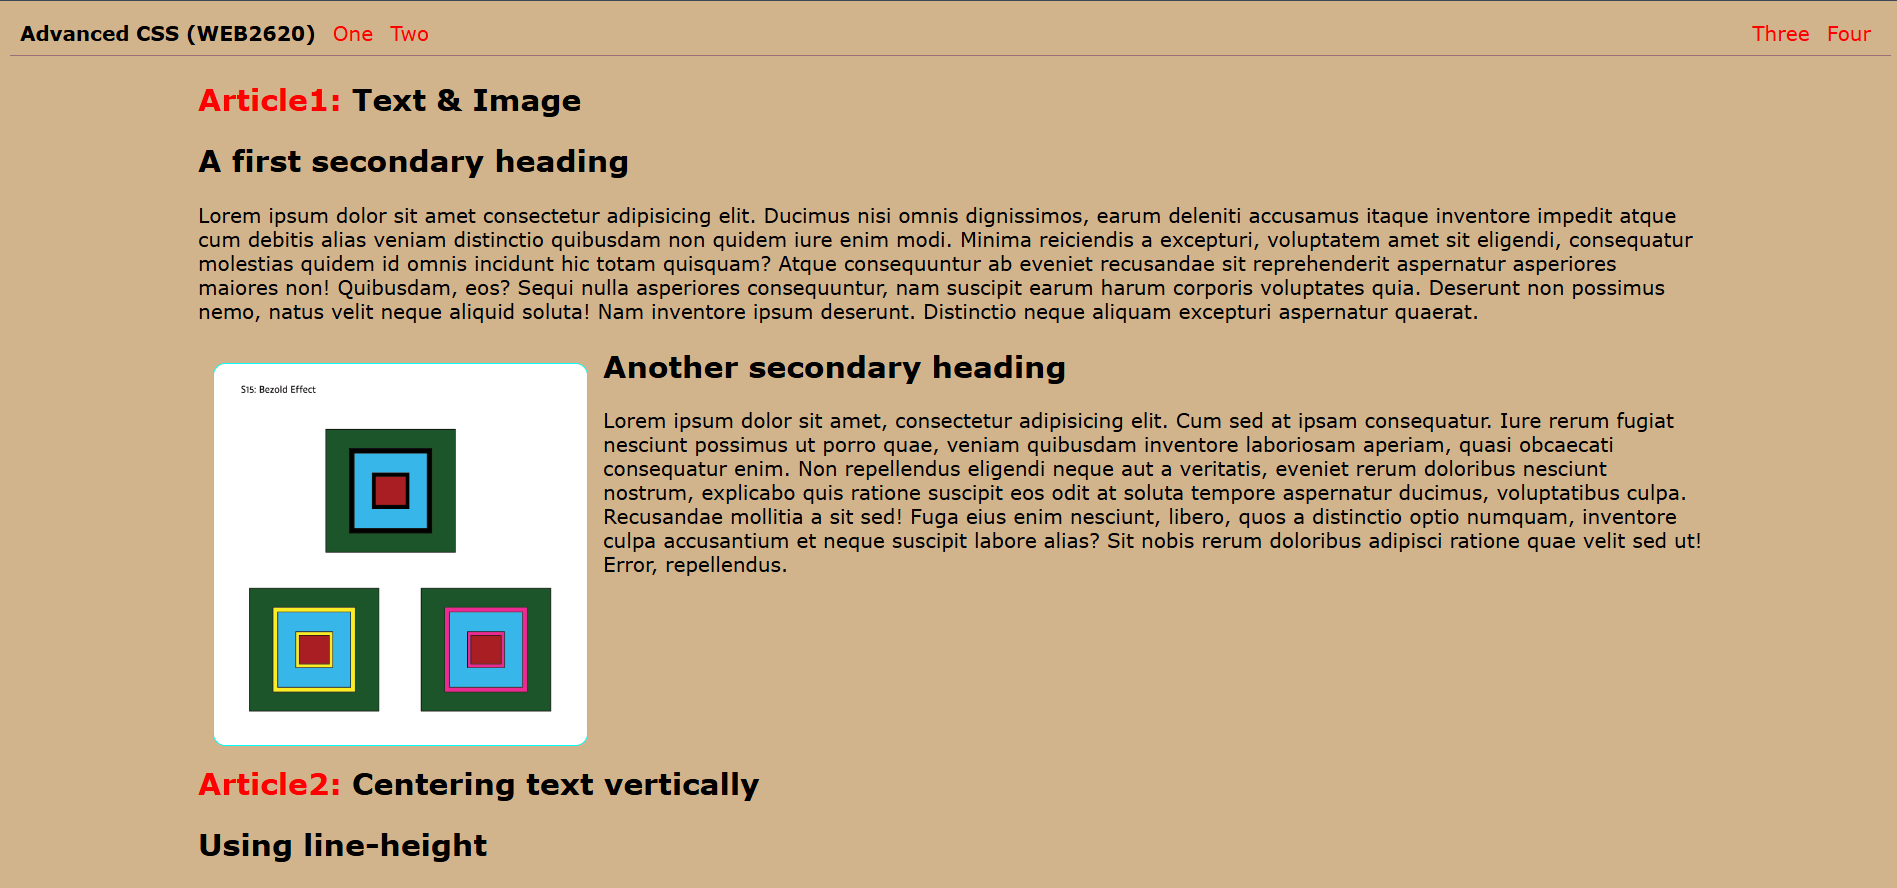 Advanced CSS (WEB2620) One Two Three Four
Article1: Text & Image
A first secondary heading
Lorem ipsum dolor sit amet consectetur adipisicing elit. Ducimus nisi omnis dignissimos, earum deleniti accusamus itaque inventore impedit atque
cum debitis alias veniam distinctio quibusdam non quidem iure enim modi. Minima reiciendis a excepturi, voluptatem amet sit eligendi, consequatur
molestias quidem id omnis incidunt hic totam quisquam? Atque consequuntur ab eveniet recusandae sit reprehenderit aspernatur asperiores
maiores non! Quibusdam, eos? Sequi nulla asperiores consequuntur, nam suscipit earum harum corporis voluptates quia. Deserunt non possimus
nemo, natus velit neque aliquid soluta! Nam inventore ipsum deserunt. Distinctio neque aliquam excepturi aspernatur quaerat.
S15: Bezold Effect
Another secondary heading
Lorem ipsum dolor sit amet, consectetur adipisicing elit. Cum sed at ipsam consequatur. Iure rerum fugiat
nesciunt possimus ut porro quae, veniam quibusdam inventore laboriosam aperiam, quasi obcaecati
consequatur enim. Non repellendus eligendi neque aut a veritatis, eveniet rerum doloribus nesciunt
nostrum, explicabo quis ratione suscipit eos odit at soluta tempore aspernatur ducimus, voluptatibus culpa.
Recusandae mollitia a sit sed! Fuga eius enim nesciunt, libero, quos a distinctio optio numquam, inventore
culpa accusantium et neque suscipit labore alias? Sit nobis rerum doloribus adipisci ratione quae velit sed ut!
Error, repellendus.
Article2: Centering text vertically
Using line-height